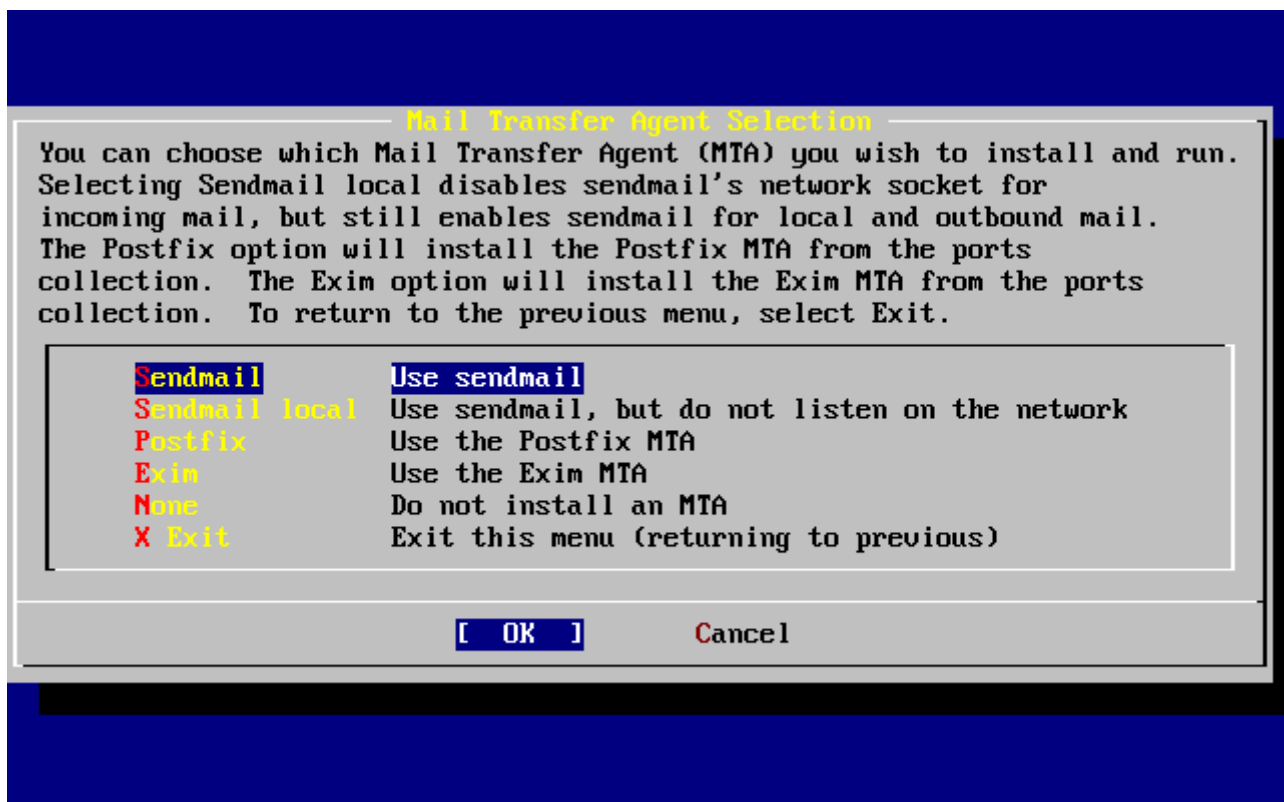 Mail Transfer Agent Selection
You can choose which Mail Transfer Agent (MTA) you wish to install and run.
Selecting Sendmail local disables sendmail's network socket for
incoming mail, but still enables sendmail for local and outbound mail.
The Postfix option will install the Postfix MTA from the ports
collection.  The Exim option will install the Exim MTA from the ports
collection.  To return to the previous menu, select Exit.
Sendmail Use sendmail
Sendmail local Use sendmail, but do not listen on the network
Postfix Use the Postfix MTA
Exim Use the Exim MTA
None Do not install an MTA
X Exit Exit this menu (returning to previous)
[ OK ] Cancel